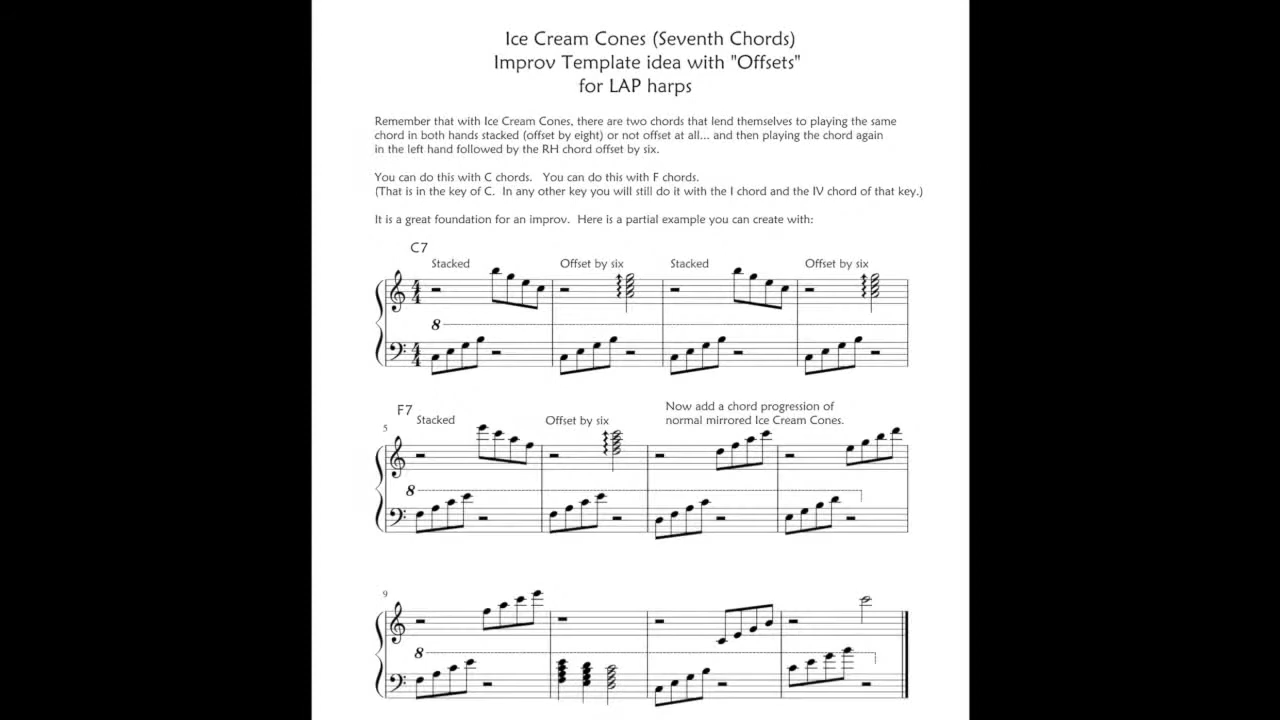 Ice Cream Cones (Seventh Chords)
Improv Template idea with "Offsets"
for LAP harps
Remember that with Ice Cream Cones, there are two chords that lend themselves to playing the same
chord in both hands stacked (offset by eight) or not offset at all... and then playing the chord again
in the left hand followed by the RH chord offset by six.
You can do this with C chords. You can do this with F chords.
(That is in the key of C. In any other key you will still do it with the I chord and the IV chord of that key.)
It is a great foundation for an improv. Here is a partial example you can create with:
C7
Stacked Offset by six Stacked Offset by six
4 4
8
4 4
F7
Stacked Offset by six Now add a chord progression of
normal mirrored Ice Cream Cones.
5
8
9
8